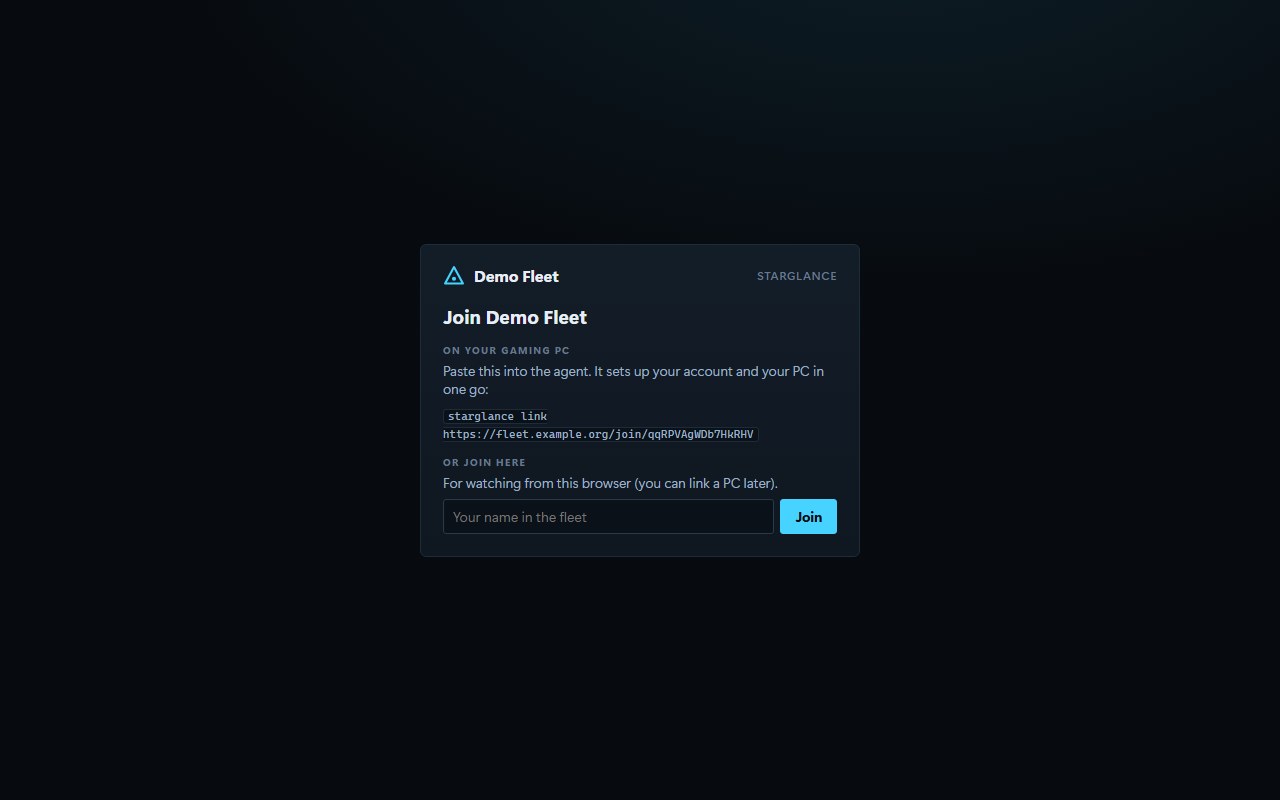 Demo Fleet
STARGLANCE
Join Demo Fleet
ON YOUR GAMING PC
Paste this into the agent. It sets up your account and your PC in
one go:
starglance link
https://fleet.example.org/join/qqRPVAgWDb7HkRHV
OR JOIN HERE
For watching from this browser (you can link a PC later).
Your name in the fleet
Join